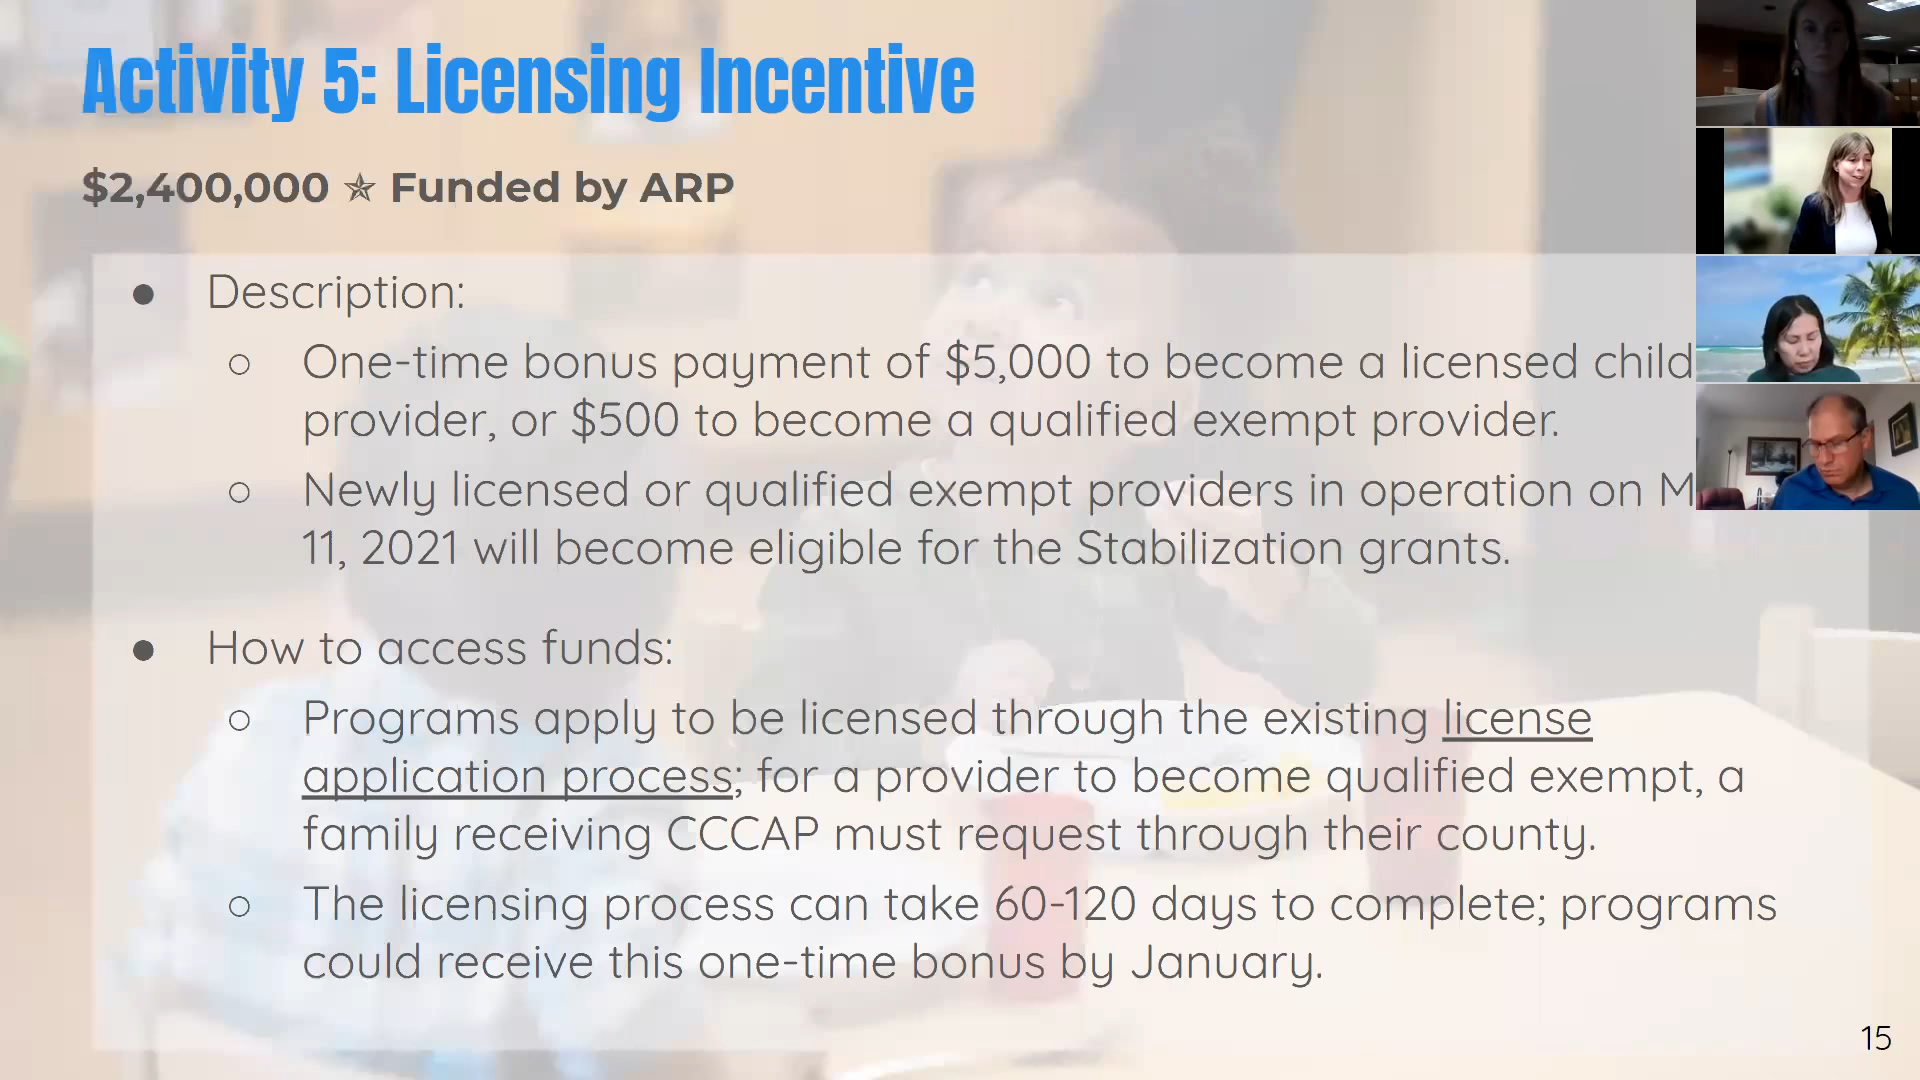 Activity 5: Licensing Incentive
$2,400,000 ✯ Funded by ARP
● Description:
○ One-time bonus payment of $5,000 to become a licensed child
provider, or $500 to become a qualified exempt provider.
○ Newly licensed or qualified exempt providers in operation on M
11, 2021 will become eligible for the Stabilization grants.
● How to access funds:
○ Programs apply to be licensed through the existing license
application process; for a provider to become qualified exempt, a
family receiving CCCAP must request through their county.
○ The licensing process can take 60-120 days to complete; programs
could receive this one-time bonus by January.
15